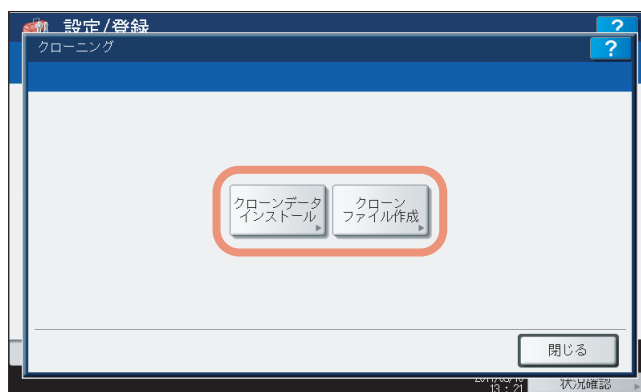 設定/登録
?
クローニング
?
クローンデータ
インストール
クローン
ファイル作成
閉じる
13 : 21
状況確認